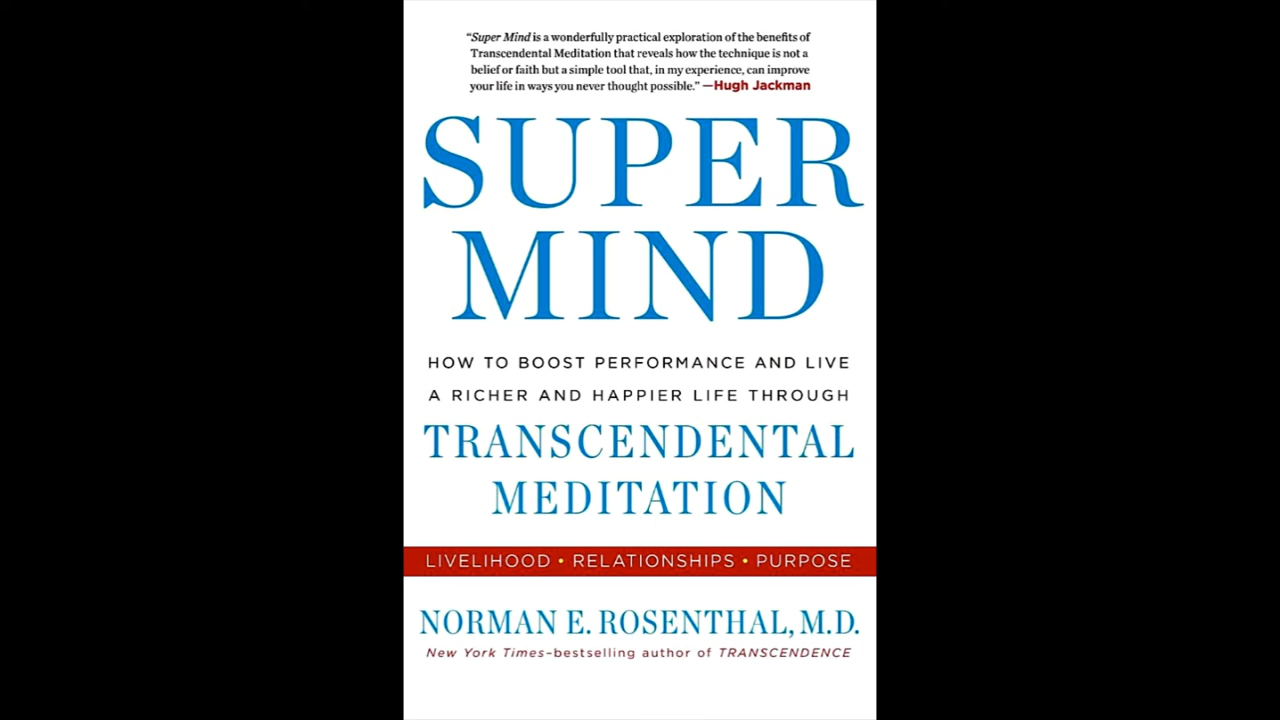 “Super Mind is a wonderfully practical exploration of the benefits of
Transcendental Meditation that reveals how the technique is not a
belief or faith but a simple tool that, in my experience, can improve
your life in ways you never thought possible.” —Hugh Jackman
SUPER
MIND
HOW TO BOOST PERFORMANCE AND LIVE
A RICHER AND HAPPIER LIFE THROUGH
TRANSCENDENTAL
MEDITATION
LIVELIHOOD • RELATIONSHIPS • PURPOSE
NORMAN E. ROSENTHAL, M.D.
New York Times–bestselling author of TRANSCENDENCE